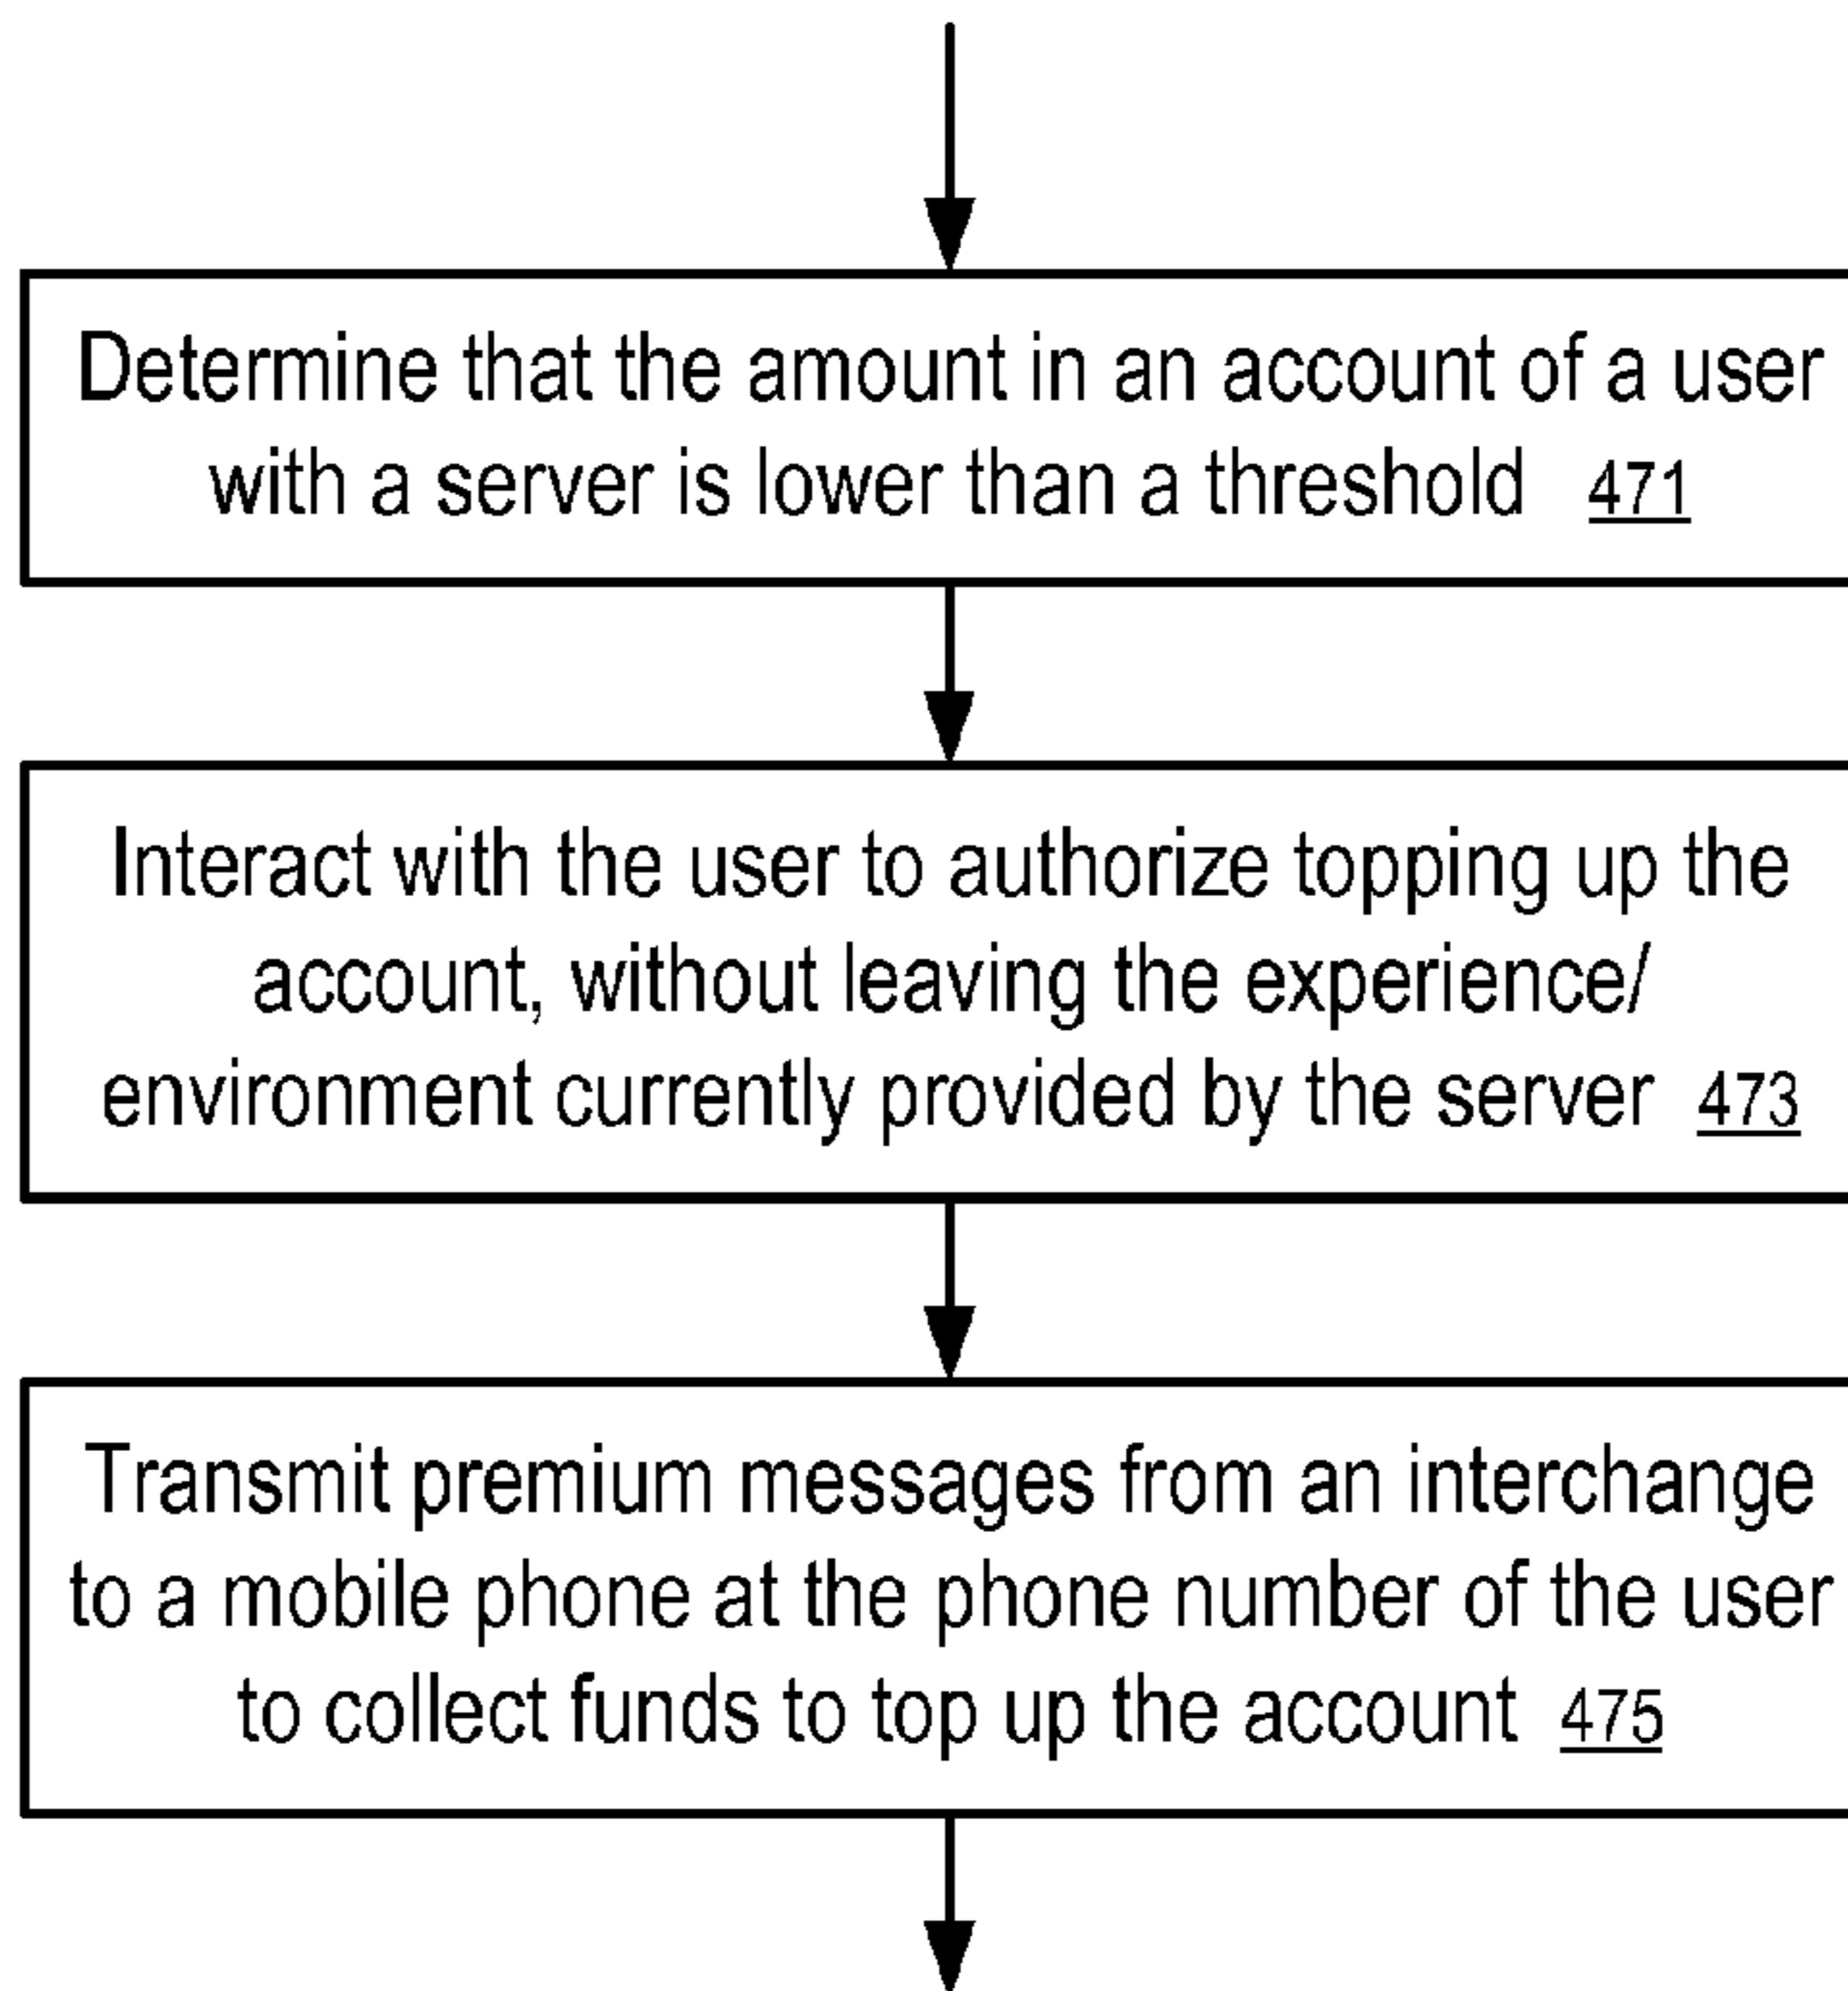 Determine that the amount in an account of a user
with a server is lower than a threshold 471
Interact with the user to authorize topping up the
account, without leaving the experience/
environment currently provided by the server 473
Transmit premium messages from an interchange
to a mobile phone at the phone number of the user
to collect funds to top up the account 475